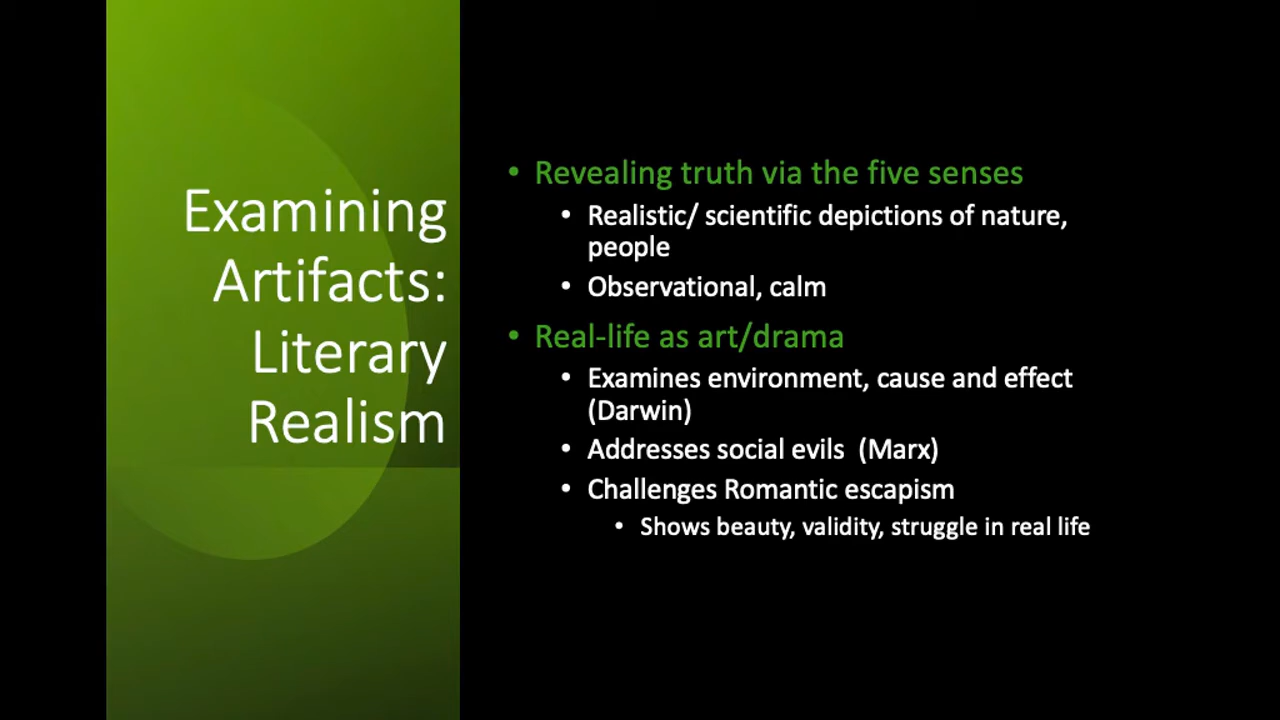 Examining
Artifacts:
Literary
Realism
• Revealing truth via the five senses
• Realistic/ scientific depictions of nature,
people
• Observational, calm
• Real-life as art/drama
• Examines environment, cause and effect
(Darwin)
• Addresses social evils  (Marx)
• Challenges Romantic escapism
• Shows beauty, validity, struggle in real life